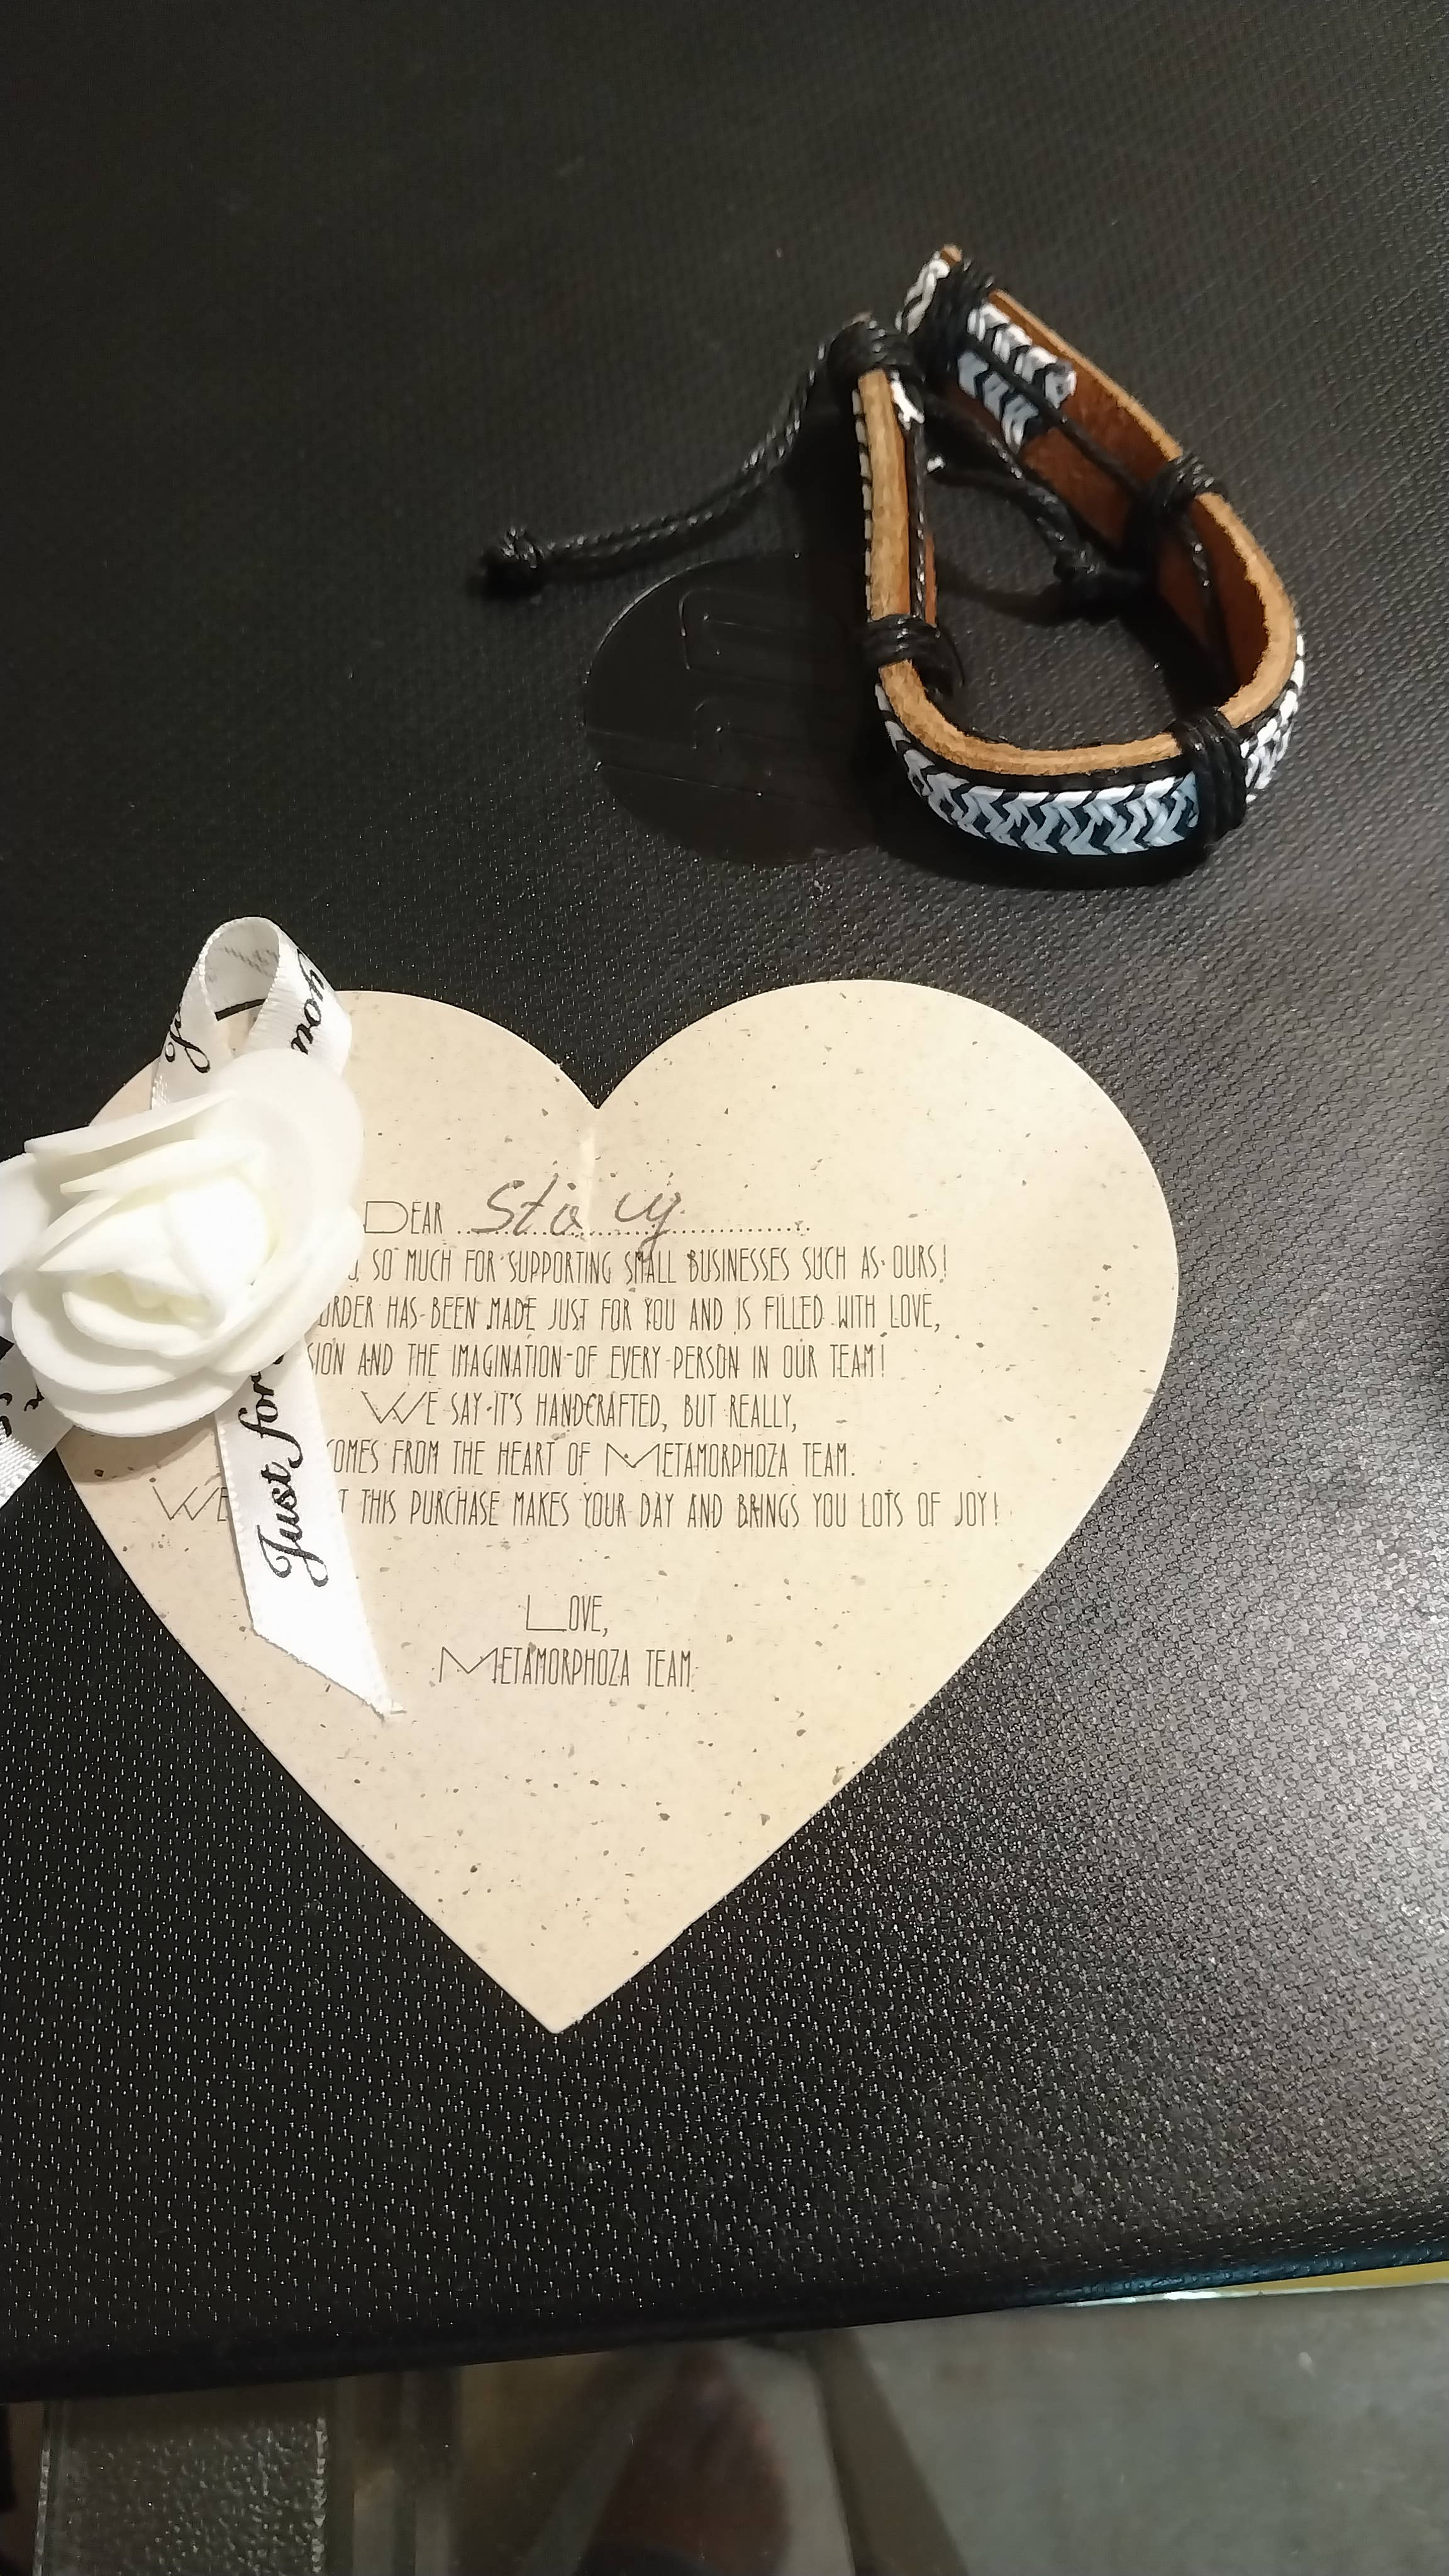 Just for
you
DEAR Stacy
SO MUCH FOR SUPPORTING SMALL BUSINESSES SUCH AS OURS!
HAS BEEN MADE JUST FOR YOU AND IS FILLED WITH LOVE,
AND THE IMAGINATION OF EVERY PERSON IN OUR TEAM!
WE SAY IT'S HANDCRAFTED, BUT REALLY,
FROM THE HEART OF METAMORPHOZA TEAM.
WE THIS PURCHASE MAKES YOUR DAY AND BRINGS YOU LOTS OF JOY!
LOVE,
METAMORPHOZA TEAM.